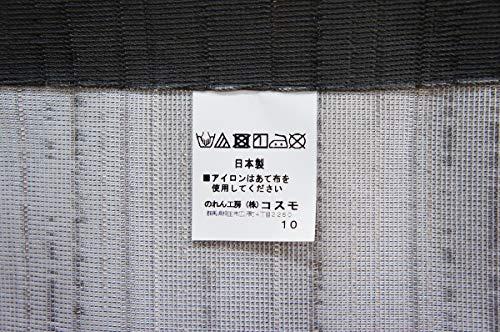 日本製
■アイロンはあて布を
使用してください
のれん工房(株)コスモ
10